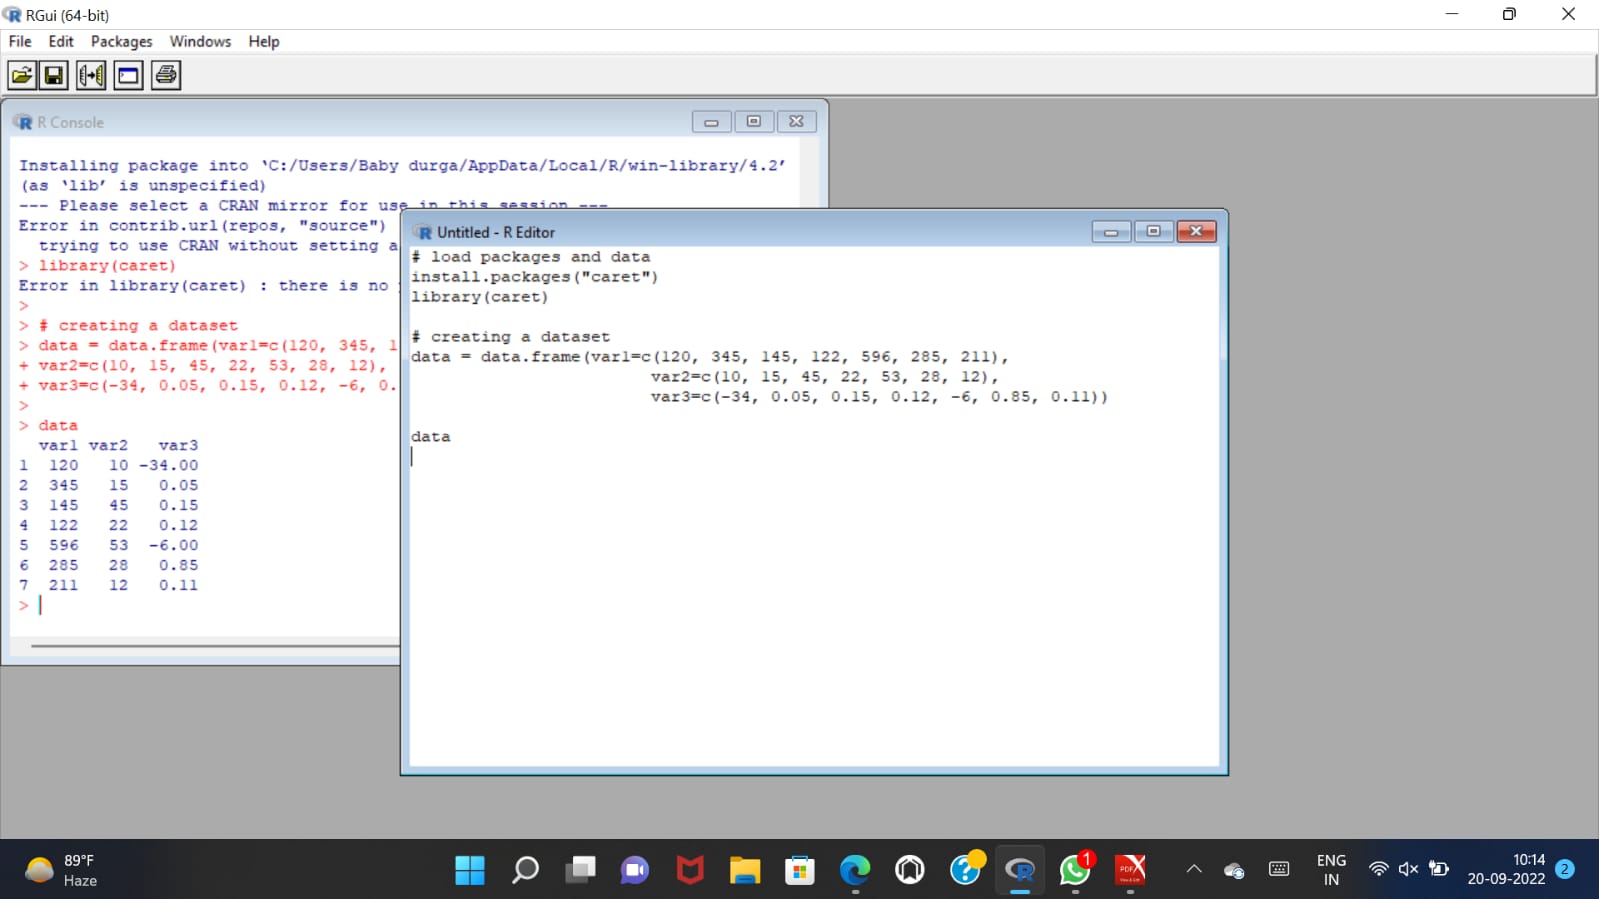 RGui (64-bit)
File Edit Packages Windows Help
R Console
Installing package into ‘C:/Users/Baby durga/AppData/Local/R/win-library/4.2’
(as ‘lib’ is unspecified)
--- Please select a CRAN mirror for use in this session ---
Error in contrib.url(repos, "source")
trying to use CRAN without setting a
> library(caret)
Error in library(caret) : there is no
>
> # creating a dataset
> data = data.frame(var1=c(120, 345, 1
+ var2=c(10, 15, 45, 22, 53, 28, 12),
+ var3=c(-34, 0.05, 0.15, 0.12, -6, 0.
>
> data
var1 var2 var3
1 120 10 -34.00
2 345 15 0.05
3 145 45 0.15
4 122 22 0.12
5 596 53 -6.00
6 285 28 0.85
7 211 12 0.11
>
Untitled - R Editor
# load packages and data
install.packages("caret")
library(caret)
# creating a dataset
data = data.frame(var1=c(120, 345, 145, 122, 596, 285, 211),
var2=c(10, 15, 45, 22, 53, 28, 12),
var3=c(-34, 0.05, 0.15, 0.12, -6, 0.85, 0.11))
data
89°F
Haze
1
PDF
ENG
IN
10:14
20-09-2022
2